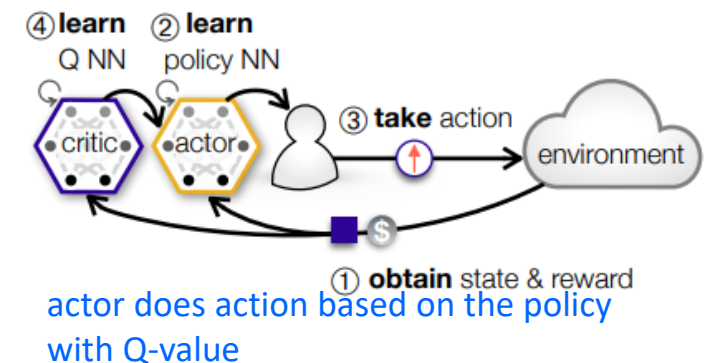 ④ learn
Q NN
② learn
policy NN
critic
actor
③ take action
environment
$
① obtain state & reward
actor does action based on the policy
with Q-value